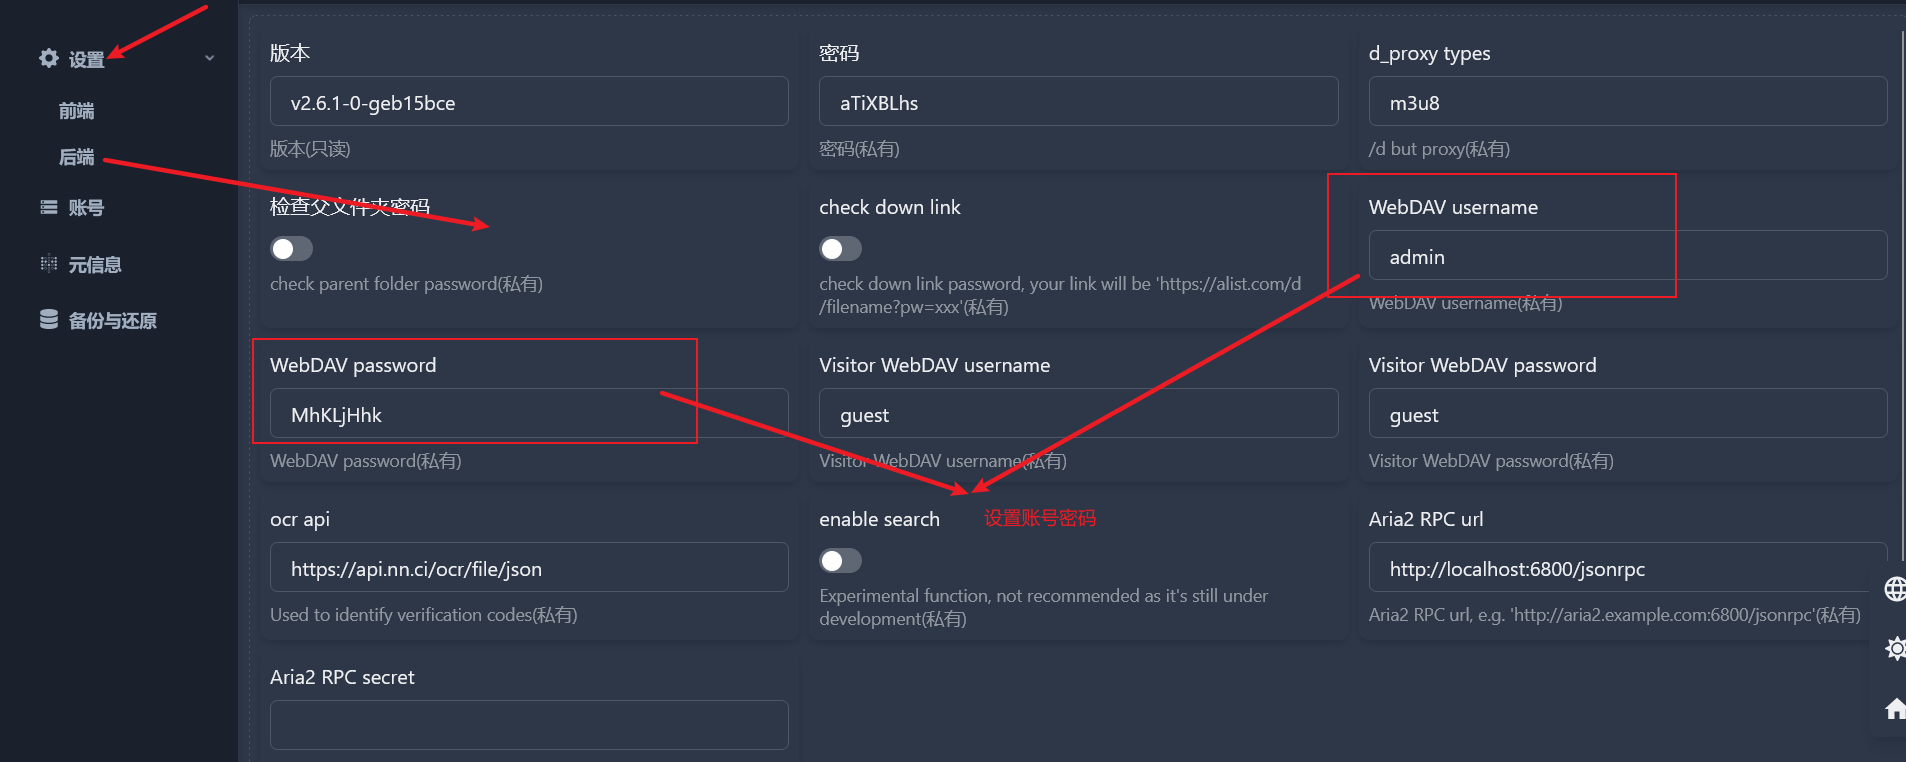 设置
前端
后端
账号
元信息
备份与还原
版本
v2.6.1-0-geb15bce
版本(只读)
密码
aTiXBLhs
密码(私有)
d_proxy types
m3u8
/d but proxy(私有)
检查父文件夹密码
check parent folder password(私有)
check down link
check down link password, your link will be 'https://alist.com/d
/filename?pw=xxx'(私有)
WebDAV username
admin
WebDAV username(私有)
WebDAV password
MhKLjHhk
WebDAV password(私有)
Visitor WebDAV username
guest
Visitor WebDAV username(私有)
Visitor WebDAV password
guest
Visitor WebDAV password(私有)
ocr api
https://api.nn.ci/ocr/file/json
Used to identify verification codes(私有)
enable search
设置账号密码
Experimental function, not recommended as it's still under
development(私有)
Aria2 RPC url
http://localhost:6800/jsonrpc
Aria2 RPC url, e.g. 'http://aria2.example.com:6800/jsonrpc'(私有)
Aria2 RPC secret